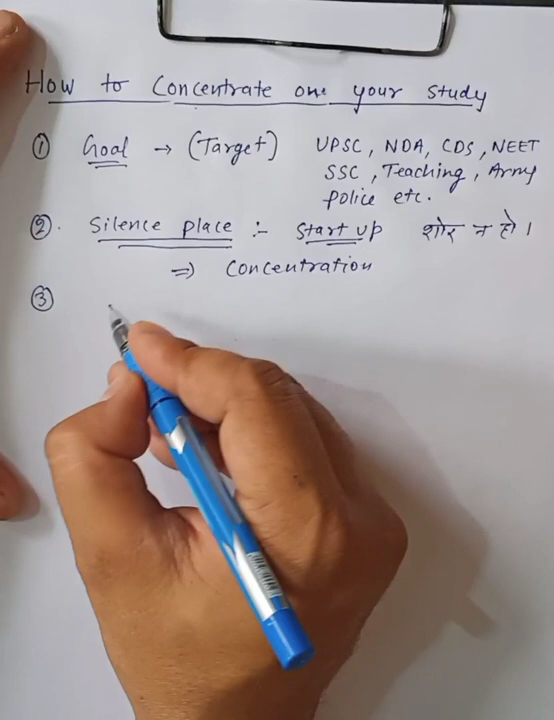 How to Concentrate one your study
① Goal → (Target) UPSC, NDA, CDS, NEET
SSC, Teaching, Army
police etc.
②. Silence place :- Start up शोर न हो।
⇒ Concentration
③